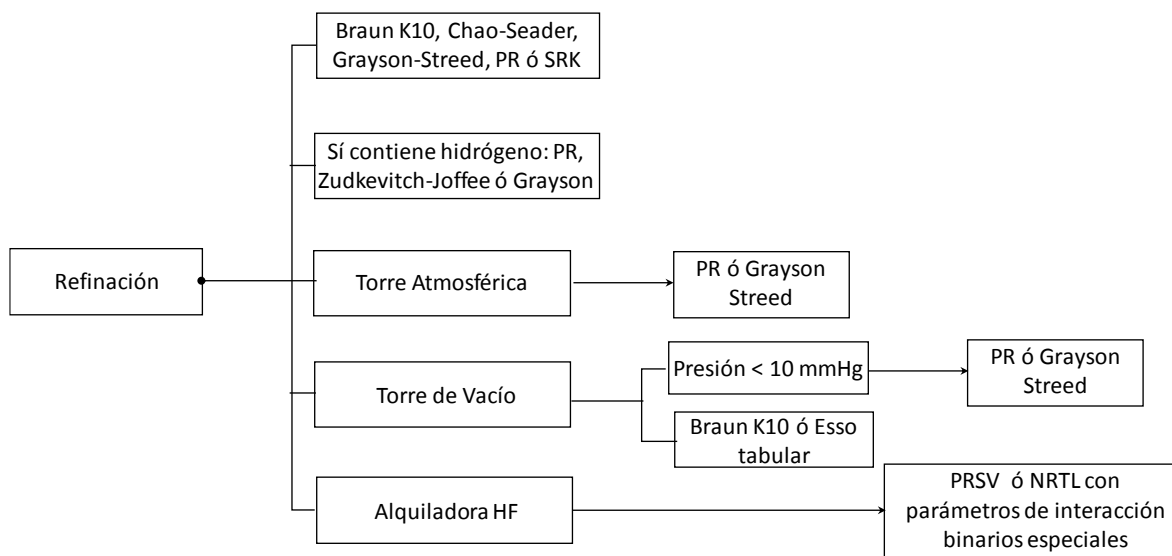 Braun K10, Chao-Seader,
Grayson-Streed, PR ó SRK
Sí contiene hidrógeno: PR,
Zudkevitch-Joffee ó Grayson
Refinación
Torre Atmosférica
PR ó Grayson
Streed
Torre de Vacío
Presión < 10 mmHg
PR ó Grayson
Streed
Braun K10 ó Esso
tabular
Alquiladora HF
PRSV ó NRTL con
parámetros de interacción
binarios especiales